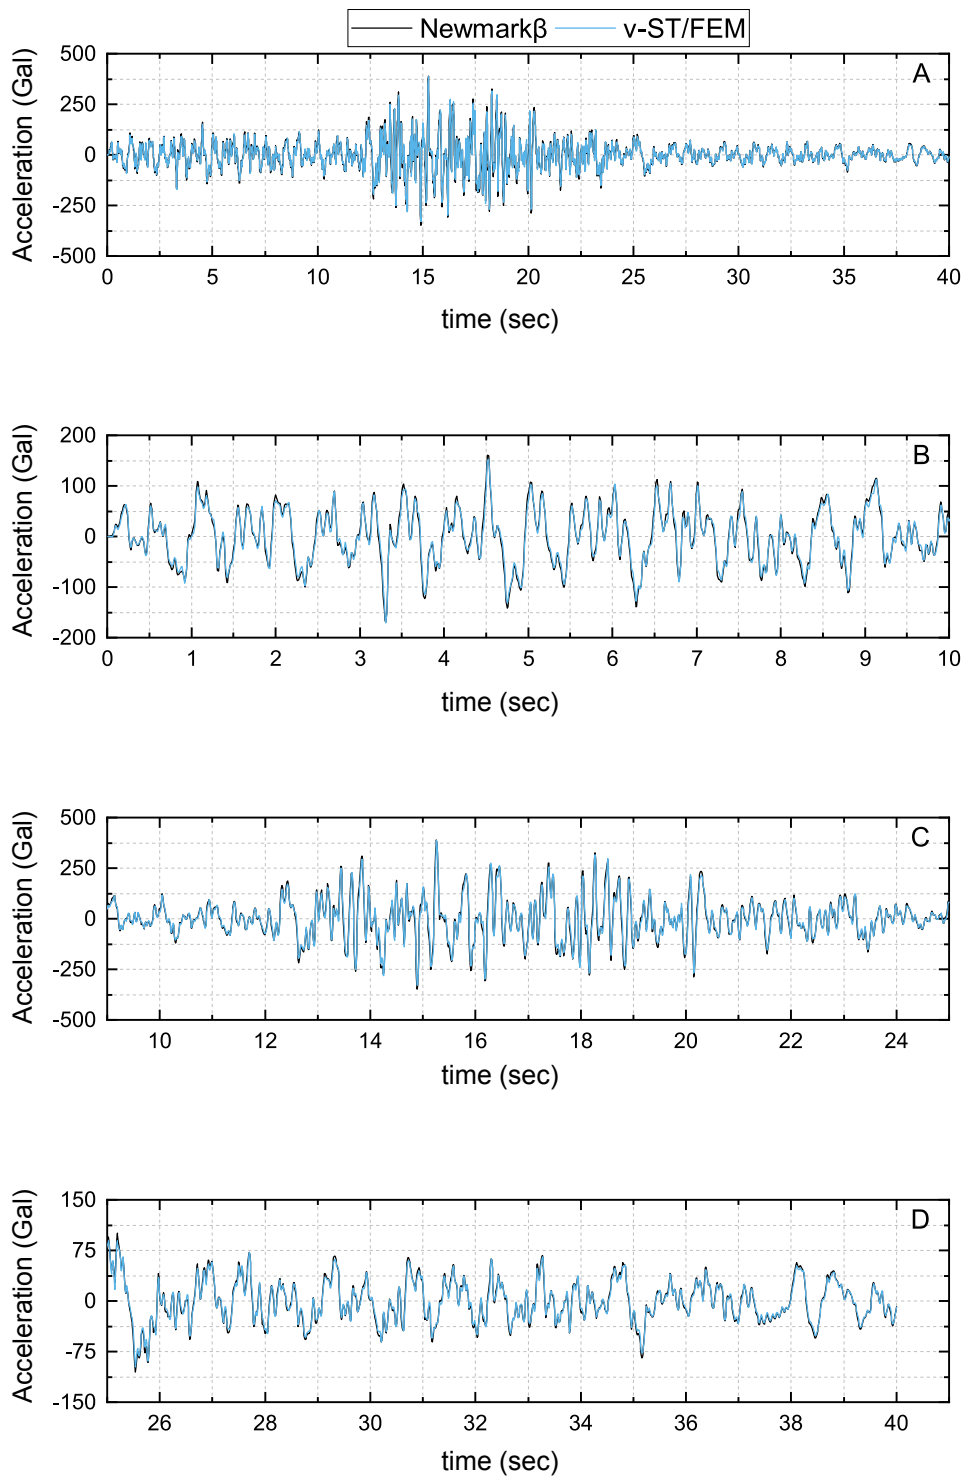 Newmarkβ v-ST/FEM
A
Acceleration (Gal)
500
250
0
-250
-500
0 5 10 15 20 25 30 35 40
time (sec)
B
Acceleration (Gal)
200
100
0
-100
-200
0 1 2 3 4 5 6 7 8 9 10
time (sec)
C
Acceleration (Gal)
500
250
0
-250
-500
10 12 14 16 18 20 22 24
time (sec)
D
Acceleration (Gal)
150
75
0
-75
-150
26 28 30 32 34 36 38 40
time (sec)